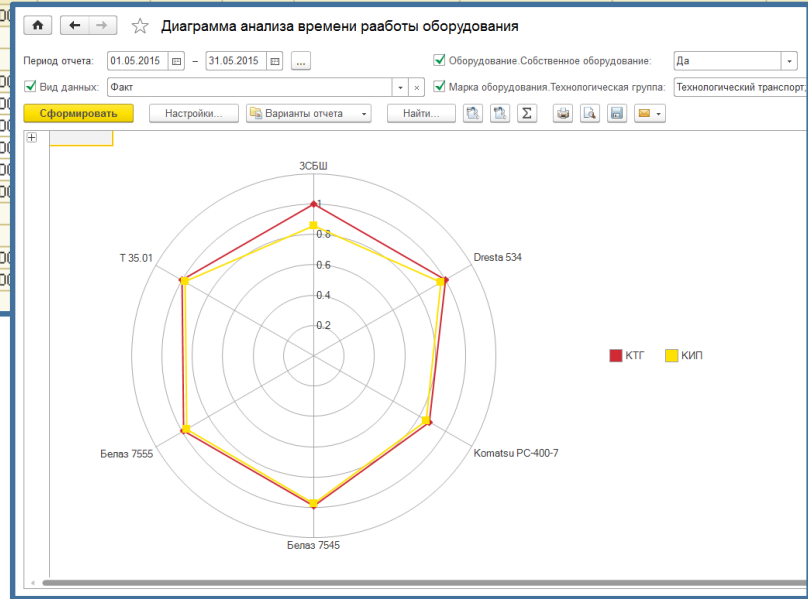 Диаграмма анализа времени рааботы оборудования
Период отчета: 01.05.2015 – 31.05.2015 ... Оборудование.Собственное оборудование: Да
Вид данных: Факт × Марка оборудования.Технологическая группа: Технологический транспорт;
Сформировать Настройки... Варианты отчета Найти... Σ
3СБШ
1
0.8
T 35.01 Dresta 534
0.6
0.4
0.2
КТГ КИП
Белаз 7555 Komatsu PC-400-7
Белаз 7545